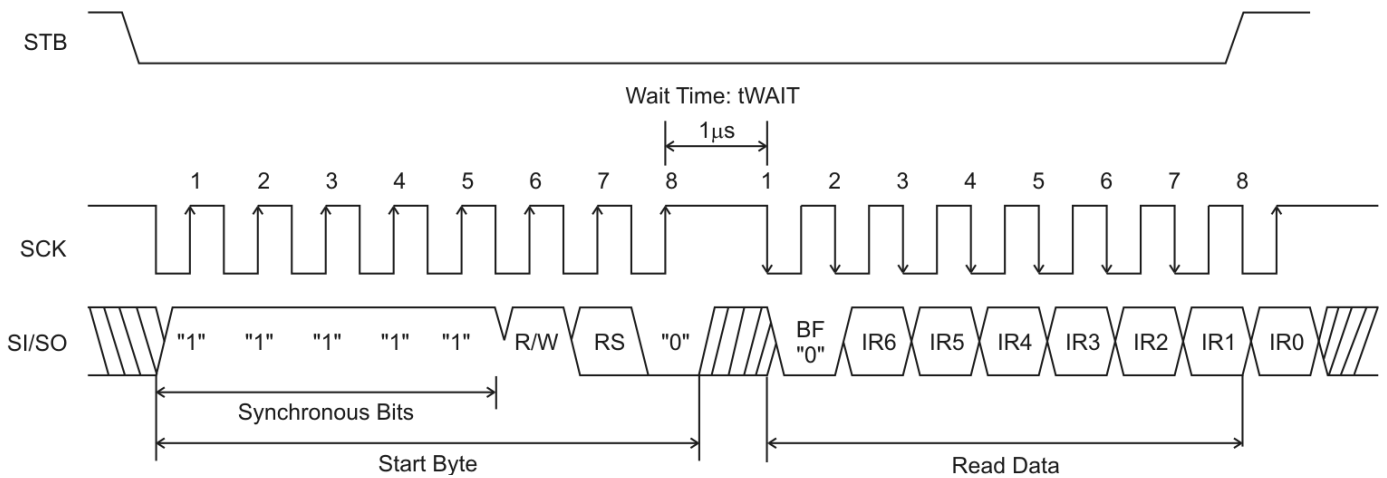 STB
Wait Time: tWAIT
1μs
1 2 3 4 5 6 7 8 1 2 3 4 5 6 7 8
SCK
SI/SO "1" "1" "1" "1" "1" R/W RS "0" BF "0" IR6 IR5 IR4 IR3 IR2 IR1 IR0
Synchronous Bits
Start Byte Read Data